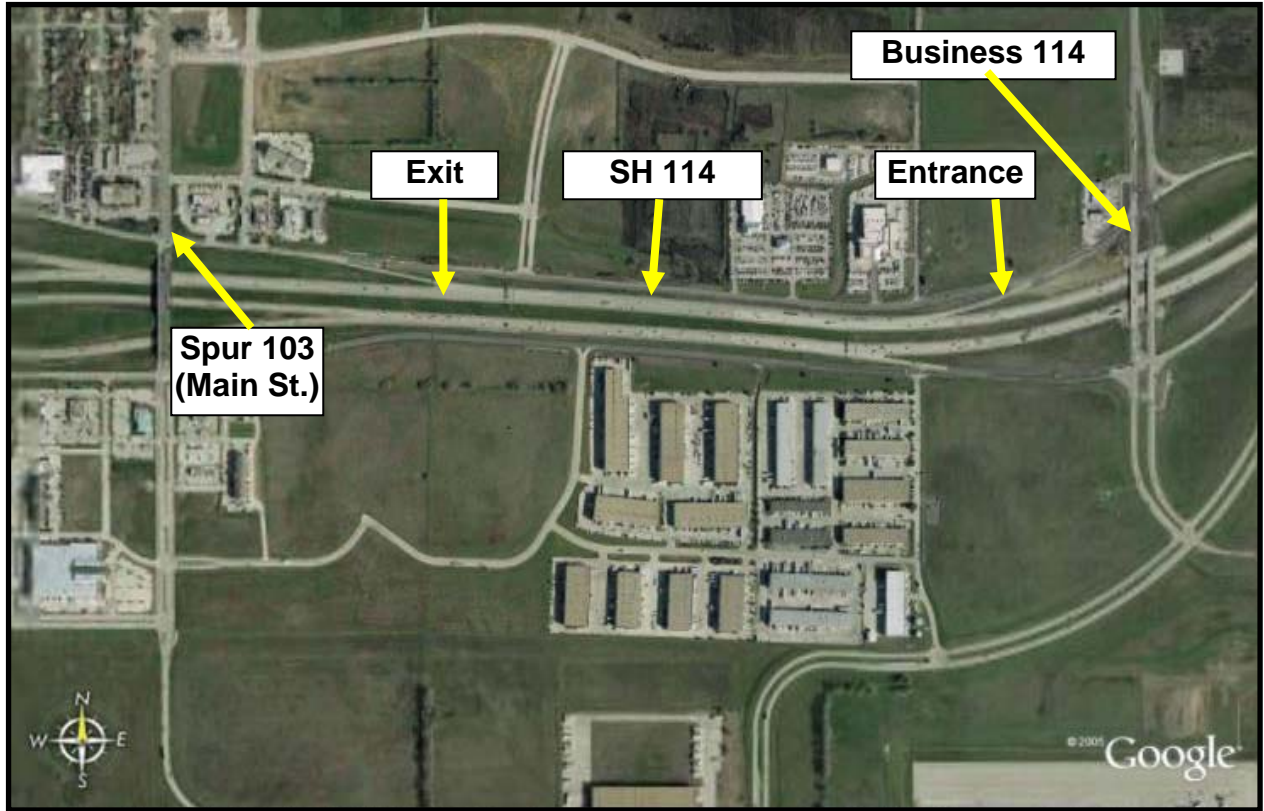 Business 114
Exit
SH 114
Entrance
Spur 103
(Main St.)
N
W E
S
©2005 Google